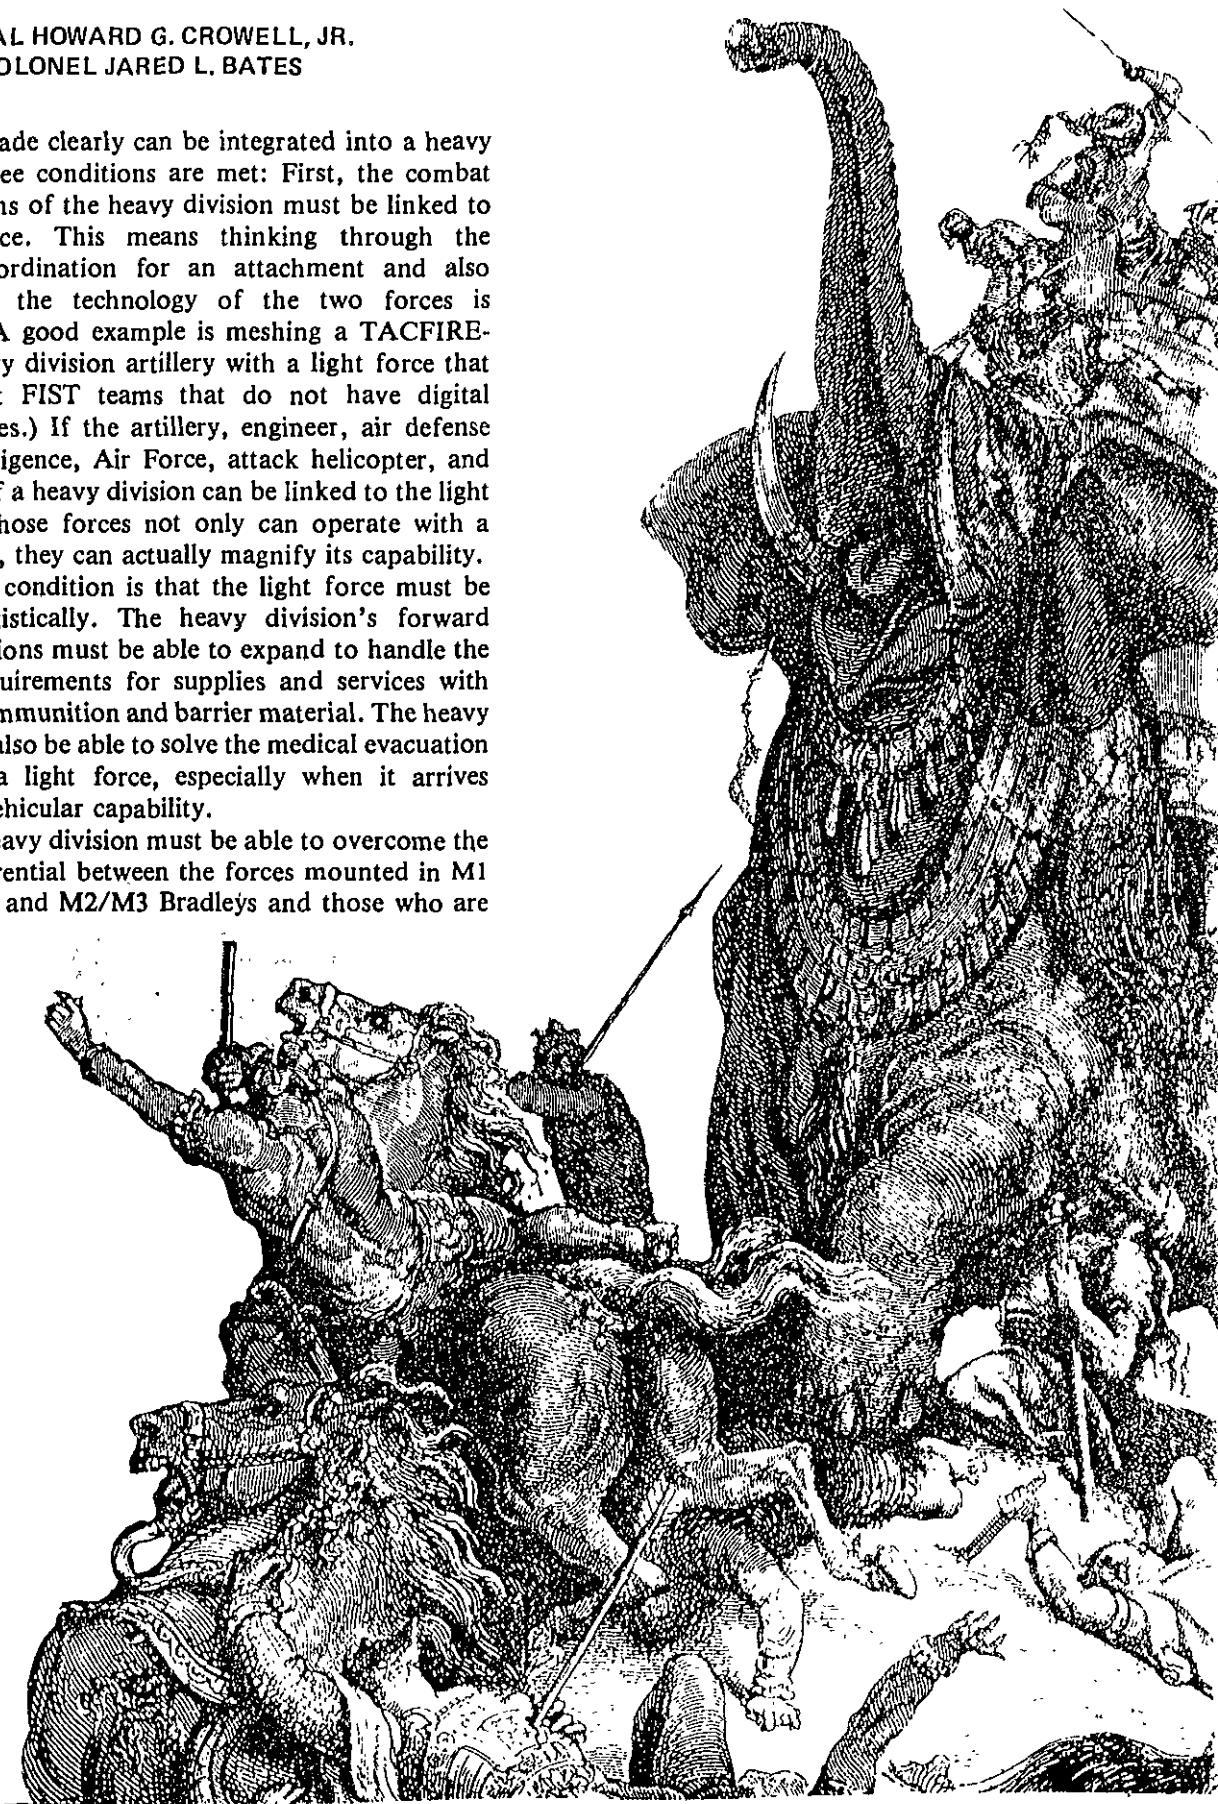 AL HOWARD G. CROWELL, JR.
OLONEL JARED L. BATES
ade clearly can be integrated into a heavy
ee conditions are met: First, the combat
ns of the heavy division must be linked to
ce. This means thinking through the
ordination for an attachment and also
the technology of the two forces is
A good example is meshing a TACFIRE-
vy division artillery with a light force that
FIST teams that do not have digital
es.) If the artillery, engineer, air defense
ligence, Air Force, attack helicopter, and
f a heavy division can be linked to the light
hose forces not only can operate with a
, they can actually magnify its capability.
condition is that the light force must be
istically. The heavy division's forward
ions must be able to expand to handle the
uirements for supplies and services with
mmunition and barrier material. The heavy
also be able to solve the medical evacuation
a light force, especially when it arrives
ehicular capability.
eavy division must be able to overcome the
rential between the forces mounted in M1
and M2/M3 Bradleys and those who are